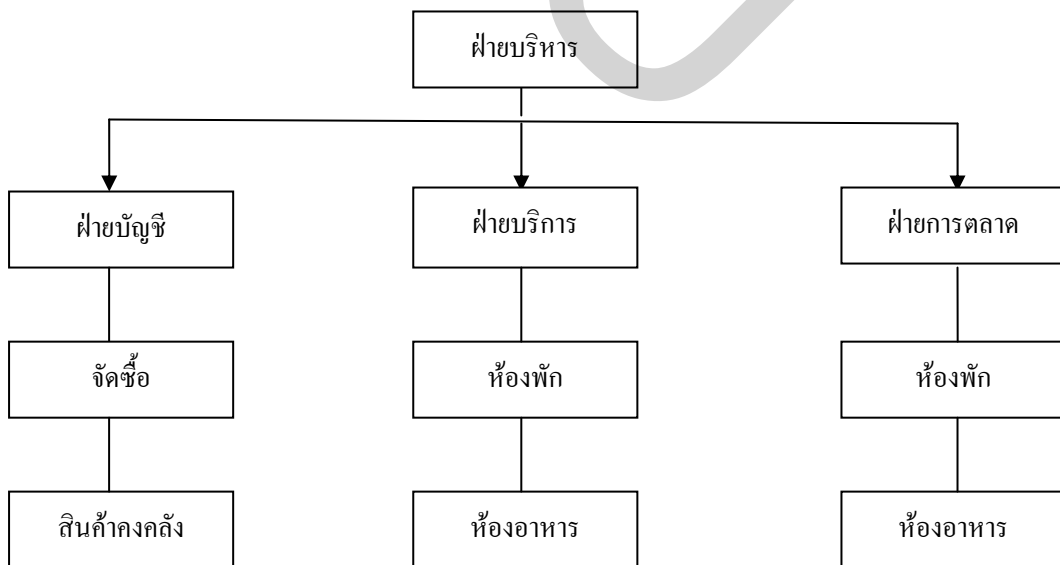 ฝ่ายบริหาร
ฝ่ายบัญชี
ฝ่ายบริการ
ฝ่ายการตลาด
จัดซื้อ
ห้องพัก
ห้องพัก
สินค้าคงคลัง
ห้องอาหาร
ห้องอาหาร